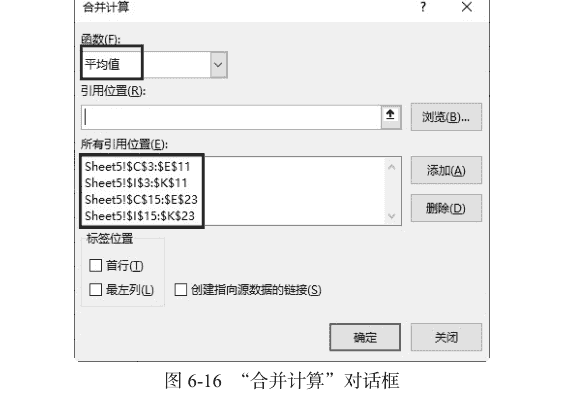 合并计算 ? ×
函数(F):
平均值
引用位置(R):
浏览(B)...
所有引用位置(E):
Sheet5!$C$3:$E$11
Sheet5!$I$3:$K$11
Sheet5!$C$15:$E$23
Sheet5!$I$15:$K$23
添加(A)
删除(D)
标签位置
首行(T)
最左列(L) 创建指向源数据的链接(S)
确定 关闭
图 6-16 “合并计算”对话框